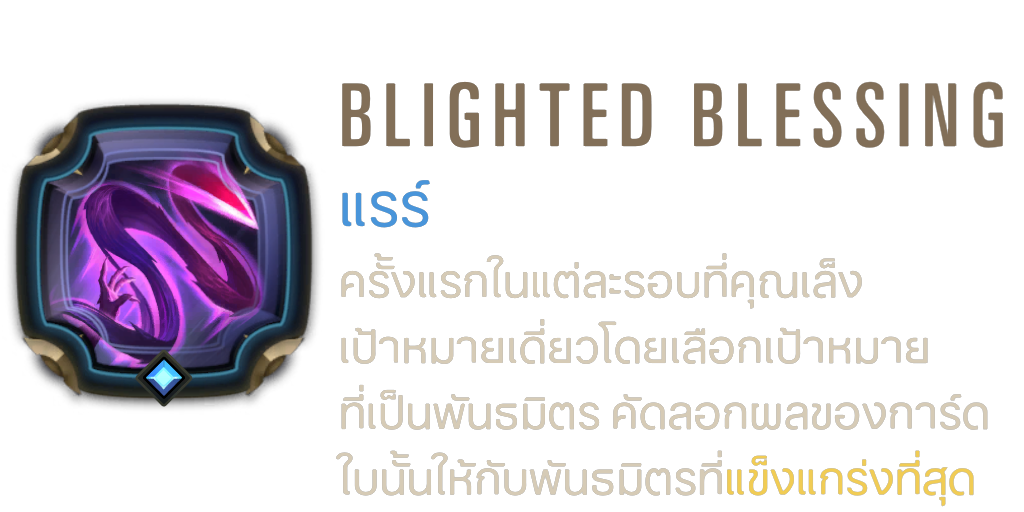 BLIGHTED BLESSING
แรร์
ครั้งแรกในแต่ละรอบที่คุณเล็ง
เป้าหมายเดี่ยวโดยเลือกเป้าหมาย
ที่เป็นพันธมิตร คัดลอกผลของการ์ด
ใบนั้นให้กับพันธมิตรที่แข็งแกร่งที่สุด